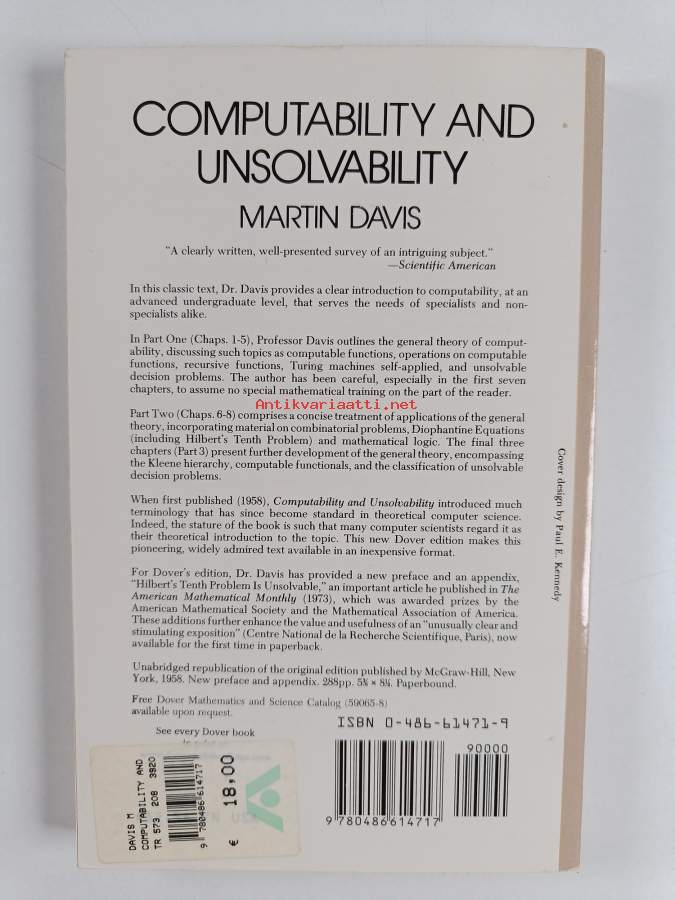 COMPUTABILITY AND
UNSOLVABILITY
MARTIN DAVIS
"A clearly written, well-presented survey of an intriguing subject."
—Scientific American
In this classic text, Dr. Davis provides a clear introduction to computability, at an
advanced undergraduate level, that serves the needs of specialists and non-
specialists alike.
In Part One (Chaps. 1-5), Professor Davis outlines the general theory of comput-
ability, discussing such topics as computable functions, operations on computable
functions, recursive functions, Turing machines self-applied, and unsolvable
decision problems. The author has been careful, especially in the first seven
chapters, to assume no special mathematical training on the part of the reader.
Antikvariaatti.net
Part Two (Chaps. 6-8) comprises a concise treatment of applications of the general
theory, incorporating material on combinatorial problems, Diophantine Equations
(including Hilbert's Tenth Problem) and mathematical logic. The final three
chapters (Part 3) present further development of the general theory, encompassing
the Kleene hierarchy, computable functionals, and the classification of unsolvable
decision problems.
When first published (1958), Computability and Unsolvability introduced much
terminology that has since become standard in theoretical computer science.
Indeed, the stature of the book is such that many computer scientists regard it as
their theoretical introduction to the topic. This new Dover edition makes this
pioneering, widely admired text available in an inexpensive format.
For Dover's edition, Dr. Davis has provided a new preface and an appendix,
"Hilbert's Tenth Problem Is Unsolvable," an important article he published in The
American Mathematical Monthly (1973), which was awarded prizes by the
American Mathematical Society and the Mathematical Association of America.
These additions further enhance the value and usefulness of an "unusually clear and
stimulating exposition" (Centre National de la Recherche Scientifique, Paris), now
available for the first time in paperback.
Unabridged republication of the original edition published by McGraw-Hill, New
York, 1958. New preface and appendix. 288pp. 5⅜ × 8¼. Paperbound.
Free Dover Mathematics and Science Catalog (59065-8)
available upon request.
See every Dover book
Cover design by Paul E. Kennedy
ISBN 0-486-61471-9
90000
9 780486 614717
DAVIS M
COMPUTABILITY AND
TR 573 208 3920
9 780486 614717
€ 18,00